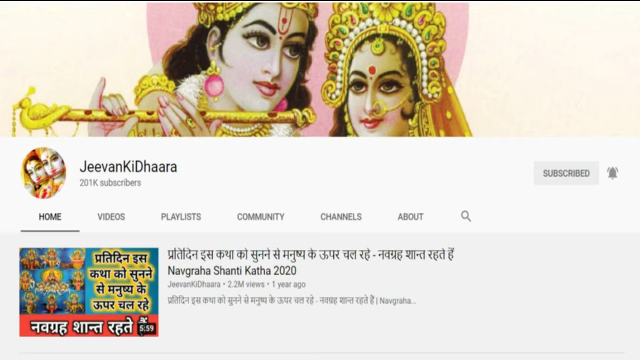 JeevanKiDhaara
201K subscribers
SUBSCRIBED
HOME VIDEOS PLAYLISTS COMMUNITY CHANNELS ABOUT
प्रतिदिन इस
कथा को सुनने
से मनुष्य के
ऊपर चल रहे
नवग्रह शान्त रहते हैं
5:59
प्रतिदिन इस कथा को सुनने से मनुष्य के ऊपर चल रहे - नवग्रह शान्त रहते हैं
Navgraha Shanti Katha 2020
JeevanKiDhaara • 2.2M views • 1 year ago
प्रतिदिन इस कथा को सुनने से मनुष्य के ऊपर चल रहे - नवग्रह शान्त रहते हैं | Navgraha...